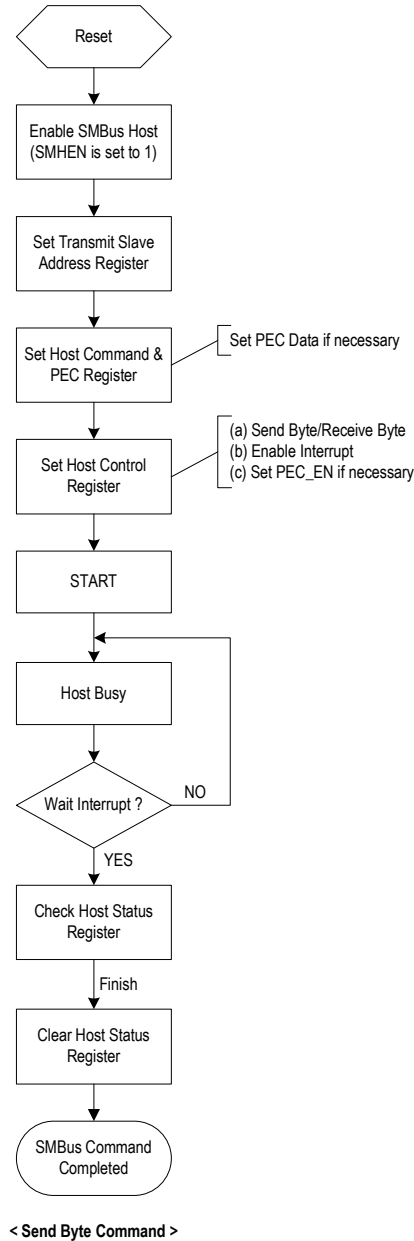 Reset
Enable SMBus Host
(SMHEN is set to 1)
Set Transmit Slave
Address Register
Set Host Command &
PEC Register
Set PEC Data if necessary
Set Host Control
Register
(a) Send Byte/Receive Byte
(b) Enable Interrupt
(c) Set PEC_EN if necessary
START
Host Busy
Wait Interrupt ?
NO
YES
Check Host Status
Register
Finish
Clear Host Status
Register
SMBus Command
Completed
< Send Byte Command >